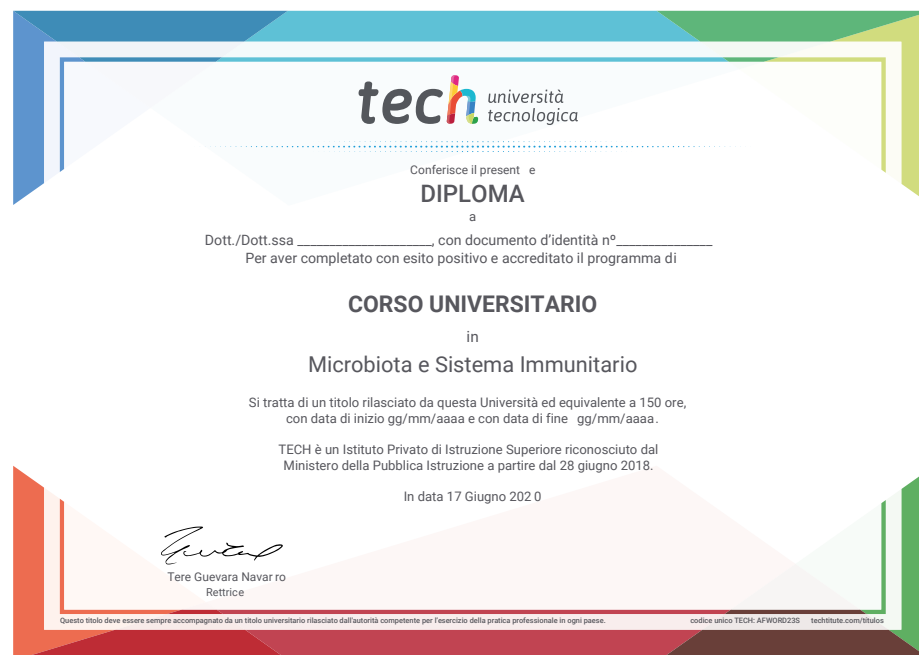 tech università
tecnologica
Conferisce il present e
DIPLOMA
a
Dott./Dott.ssa _____________________, con documento d'identità nº_______________
Per aver completato con esito positivo e accreditato il programma di
CORSO UNIVERSITARIO
in
Microbiota e Sistema Immunitario
Si tratta di un titolo rilasciato da questa Università ed equivalente a 150 ore,
con data di inizio gg/mm/aaaa e con data di fine gg/mm/aaaa.
TECH è un Istituto Privato di Istruzione Superiore riconosciuto dal
Ministero della Pubblica Istruzione a partire dal 28 giugno 2018.
In data 17 Giugno 202 0
Tere Guevara Navar ro
Rettrice
Questo titolo deve essere sempre accompagnato da un titolo universitario rilasciato dall'autorità competente per l'esercizio della pratica professionale in ogni paese. codice unico TECH: AFWORD23S techtitute.com/titulos